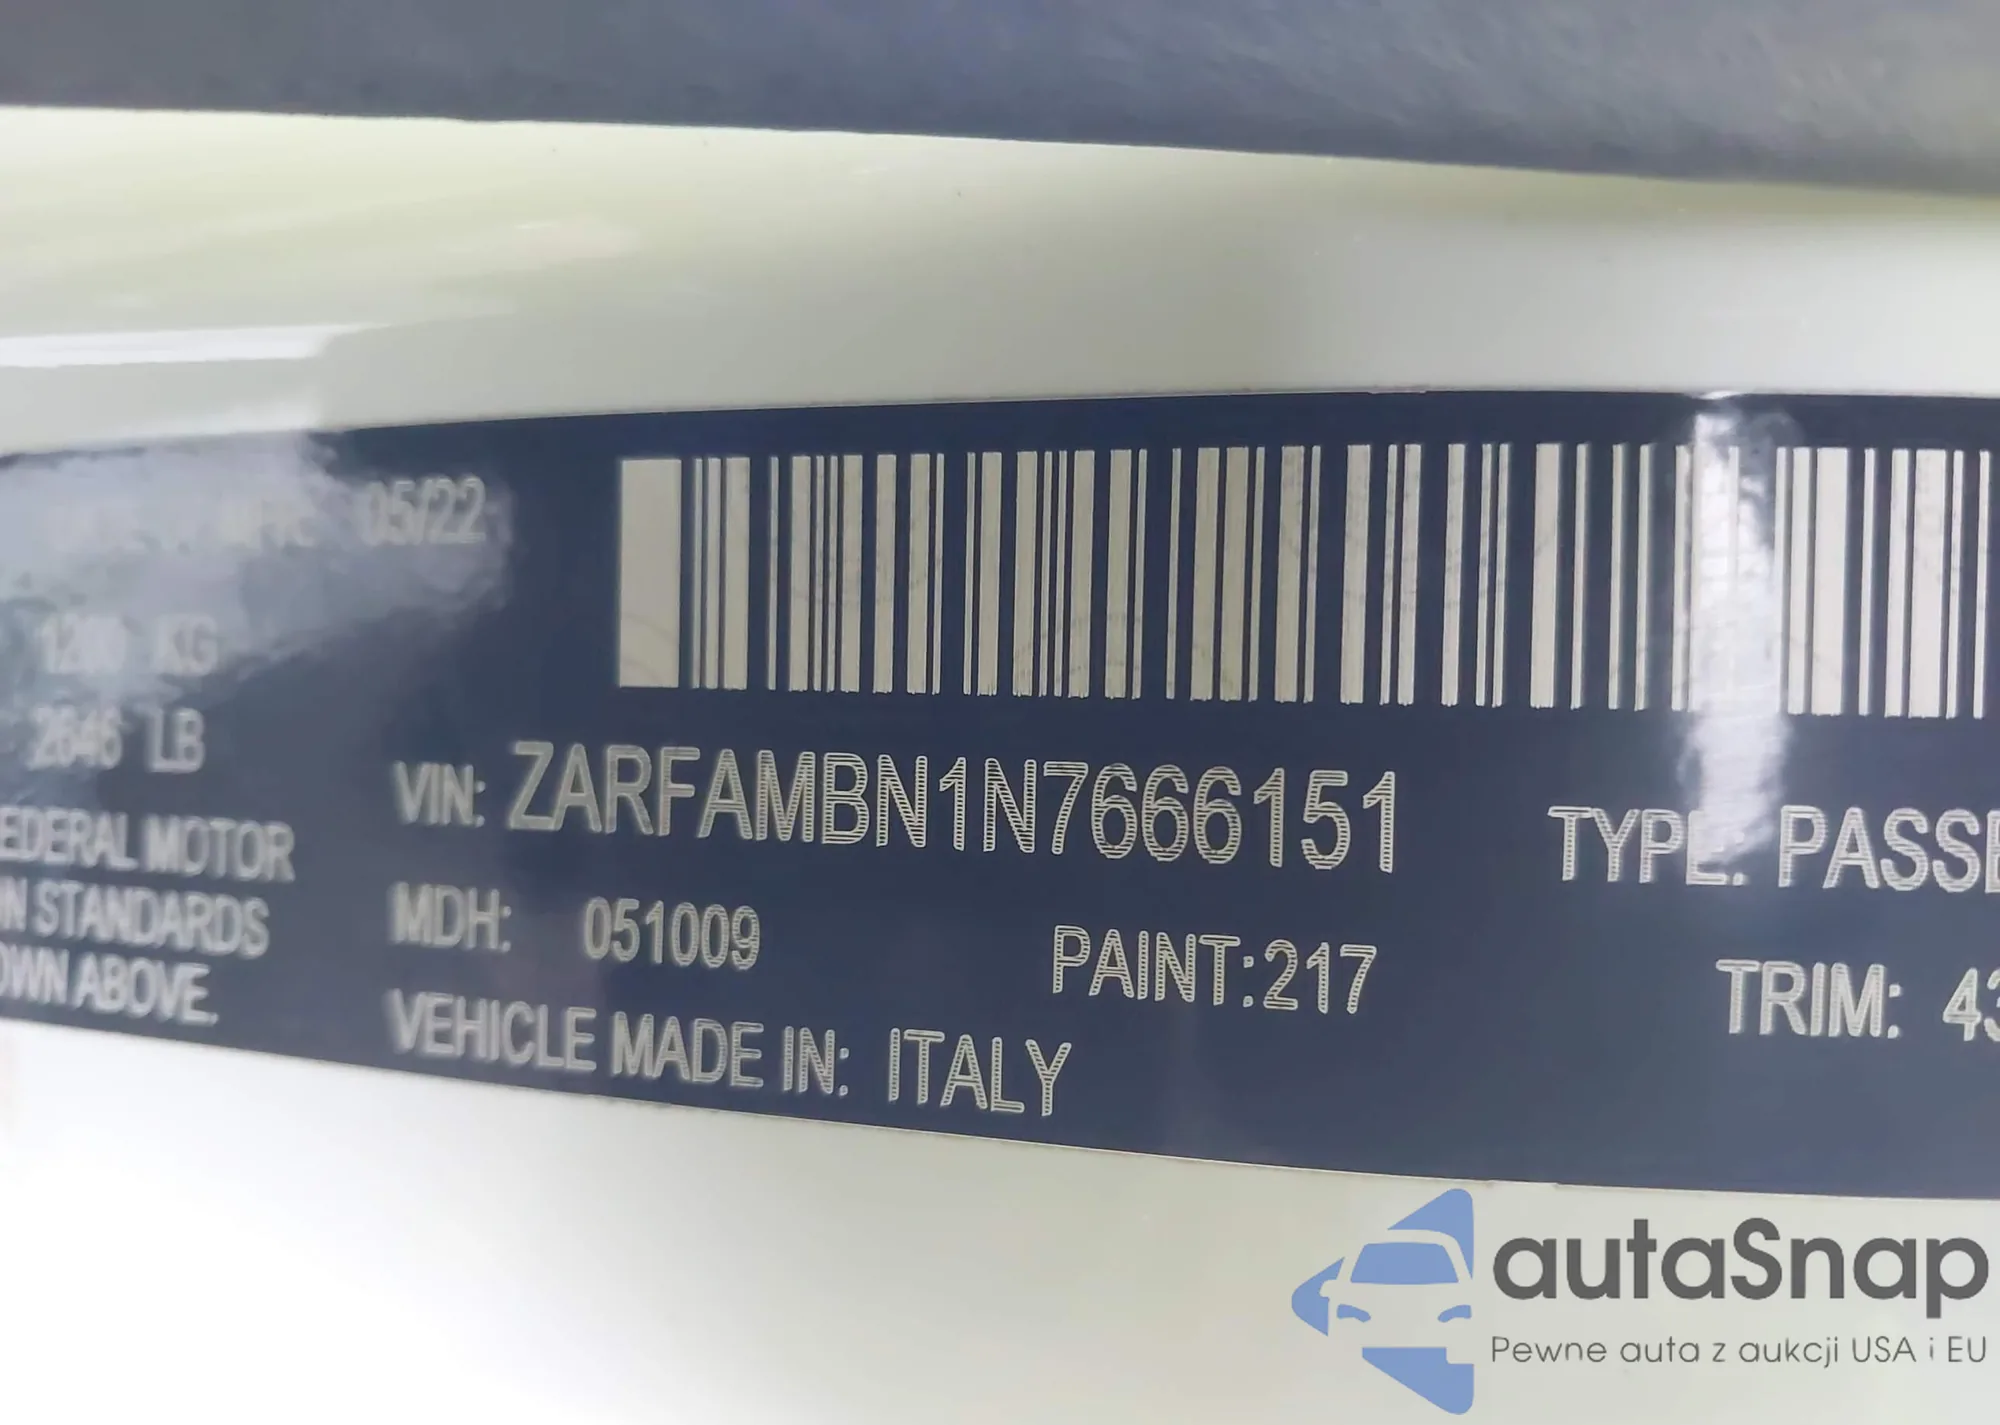 05/22
KG
2646 LB
EDERAL MOTOR
N STANDARDS
OWN ABOVE.
VIN: ZARFAMBN1N7666151
TYPE: PASSE
MDH: 051009
PAINT:217
TRIM: 43
VEHICLE MADE IN: ITALY
autaSnap
Pewne auta z aukcji USA i EU